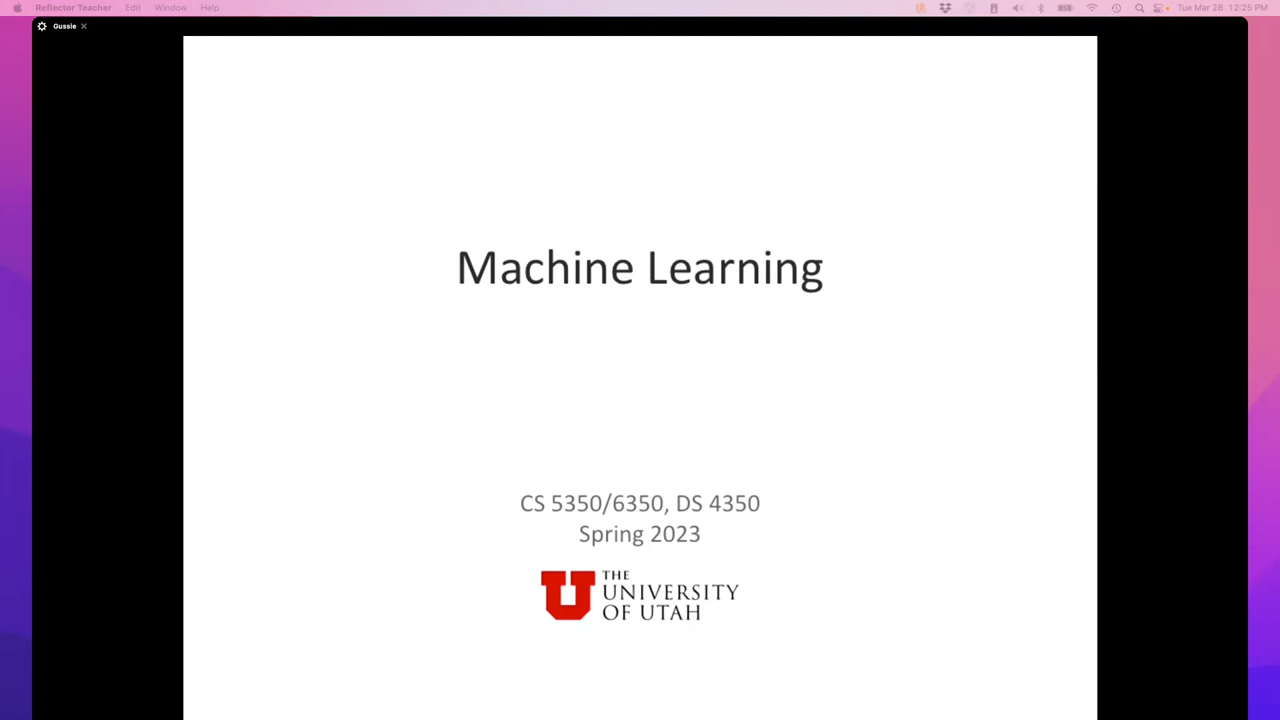 Reflector Teacher Edit Window Help
Tue Mar 28 12:25 PM
Gussie
Machine Learning
CS 5350/6350, DS 4350
Spring 2023
U
THE
UNIVERSITY
OF UTAH